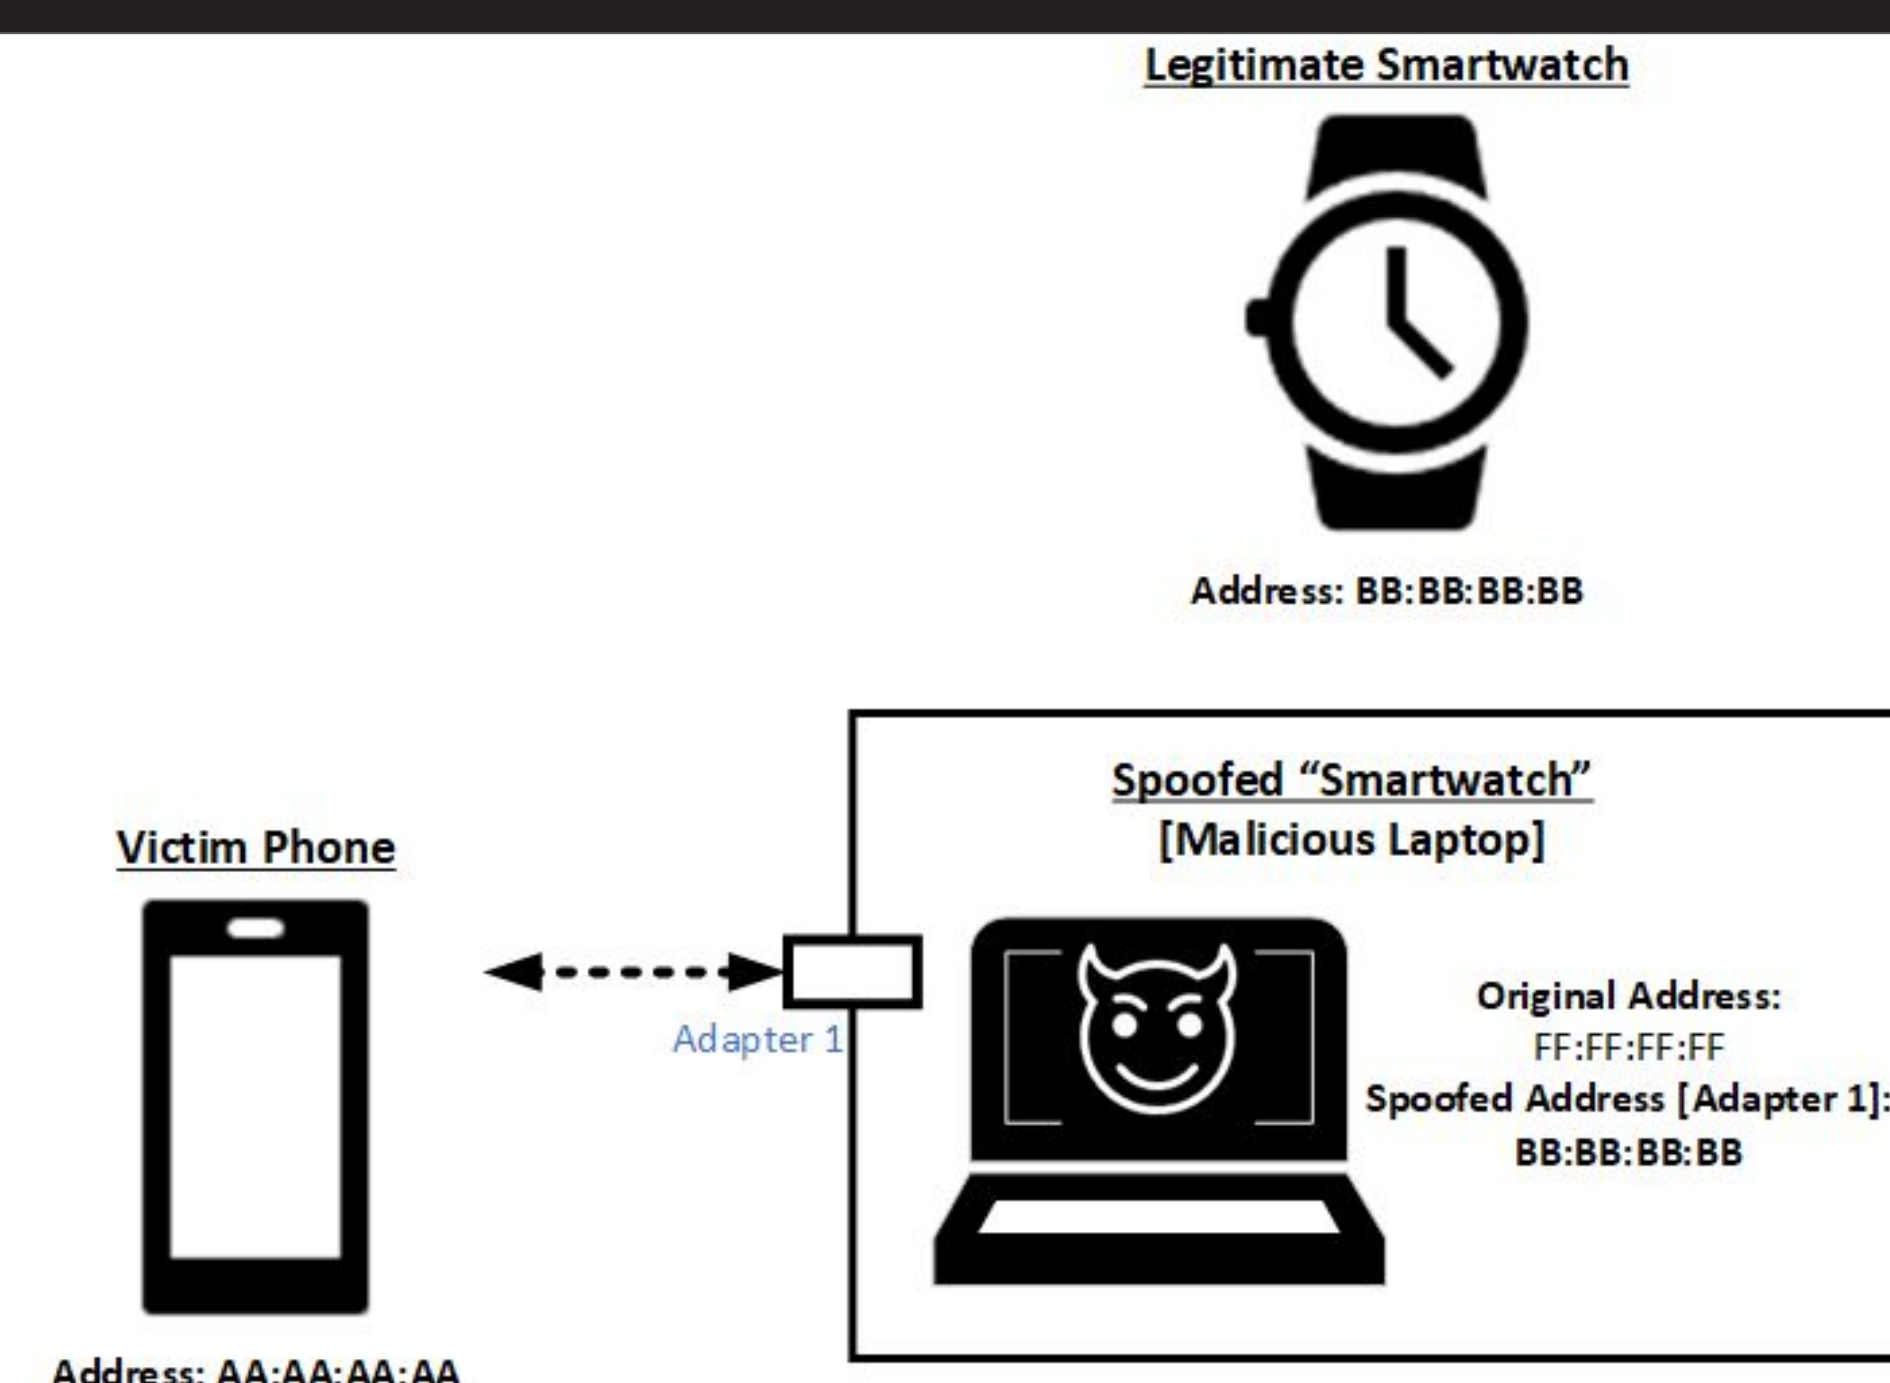 Legitimate Smartwatch
Address: BB:BB:BB:BB
Spoofed “Smartwatch”
[Malicious Laptop]
Victim Phone
Adapter 1
Original Address:
FF:FF:FF:FF
Spoofed Address [Adapter 1]:
BB:BB:BB:BB
Address: AA:AA:AA:AA